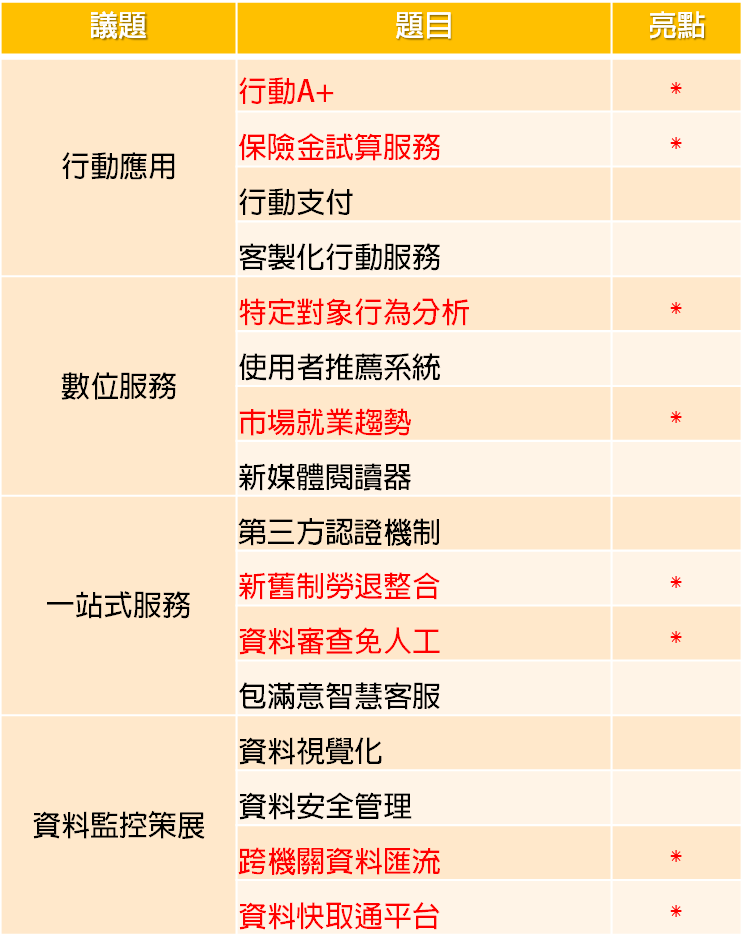 議題 題目 亮點
行動應用
行動A+ *
保險金試算服務 *
行動支付
客製化行動服務
數位服務
特定對象行為分析 *
使用者推薦系統
市場就業趨勢 *
新媒體閱讀器
一站式服務
第三方認證機制
新舊制勞退整合 *
資料審查免人工 *
包滿意智慧客服
資料監控策展
資料視覺化
資料安全管理
跨機關資料匯流 *
資料快取通平台 *